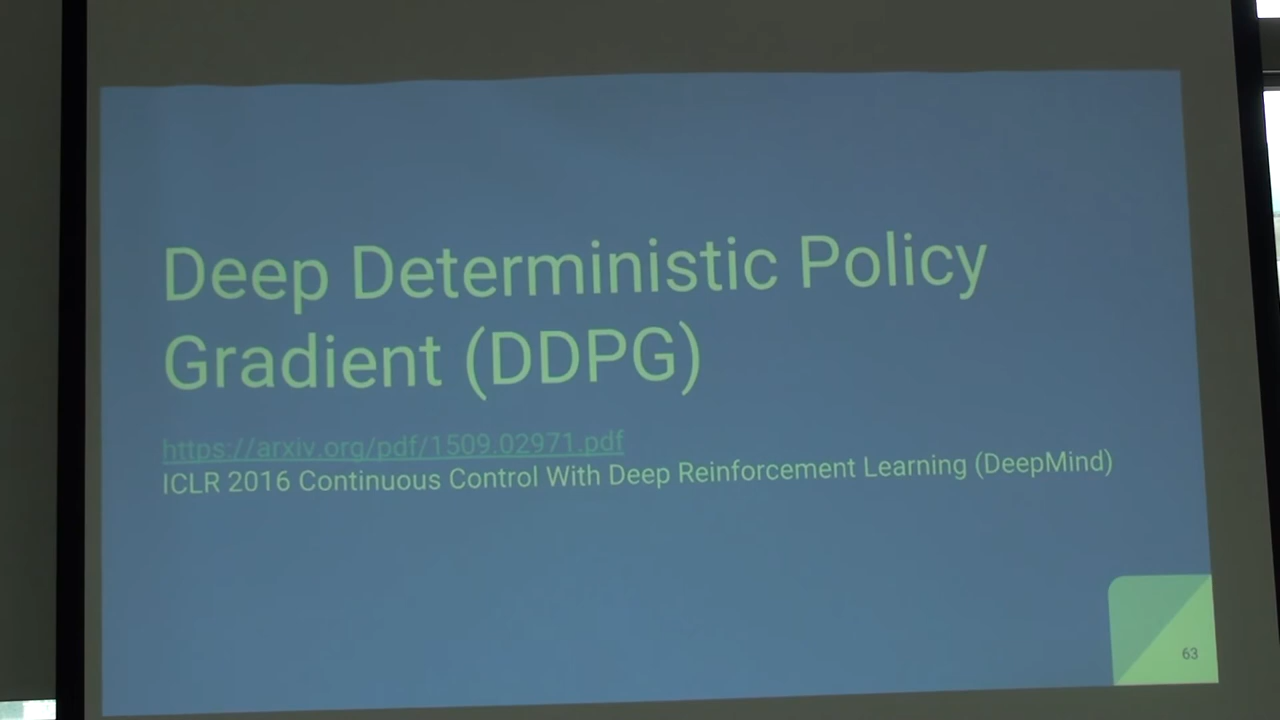 Deep Deterministic Policy
Gradient (DDPG)
https://arxiv.org/pdf/1509.02971.pdf
ICLR 2016 Continuous Control With Deep Reinforcement Learning (DeepMind)
63